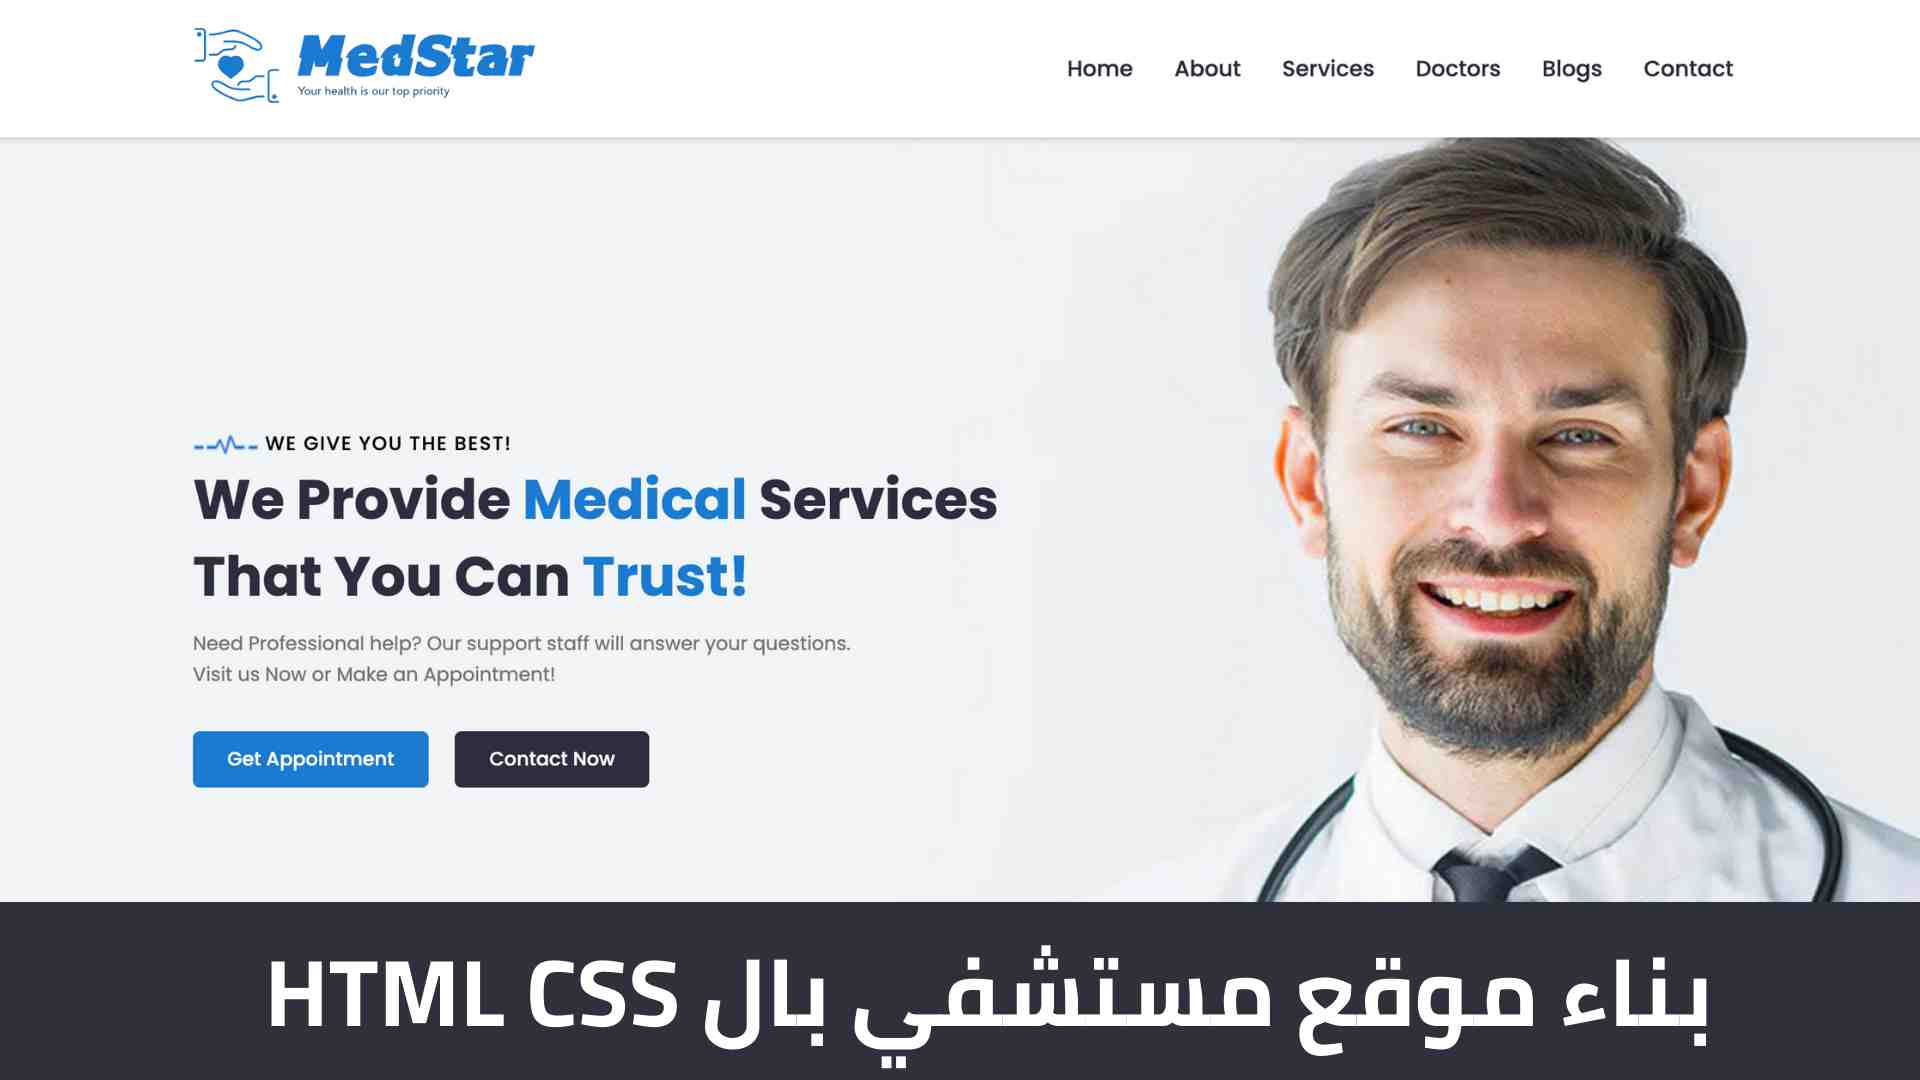 MedStar
Your health is our top priority
Home About Services Doctors Blogs Contact
WE GIVE YOU THE BEST!
We Provide Medical Services
That You Can Trust!
Need Professional help? Our support staff will answer your questions.
Visit us Now or Make an Appointment!
Get Appointment Contact Now
بناء موقع مستشفي بال HTML CSS